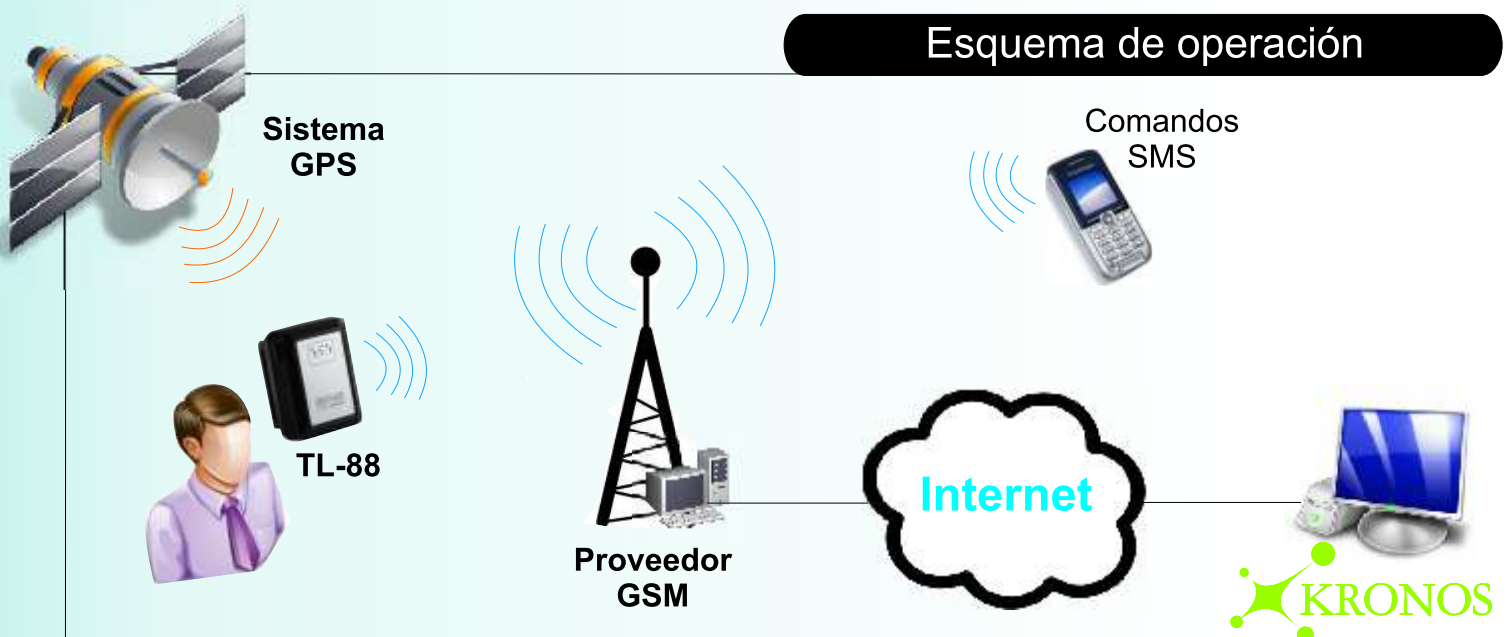 Esquema de operación
Sistema
GPS
Comandos
SMS
TL-88
Internet
Proveedor
GSM
KRONOS